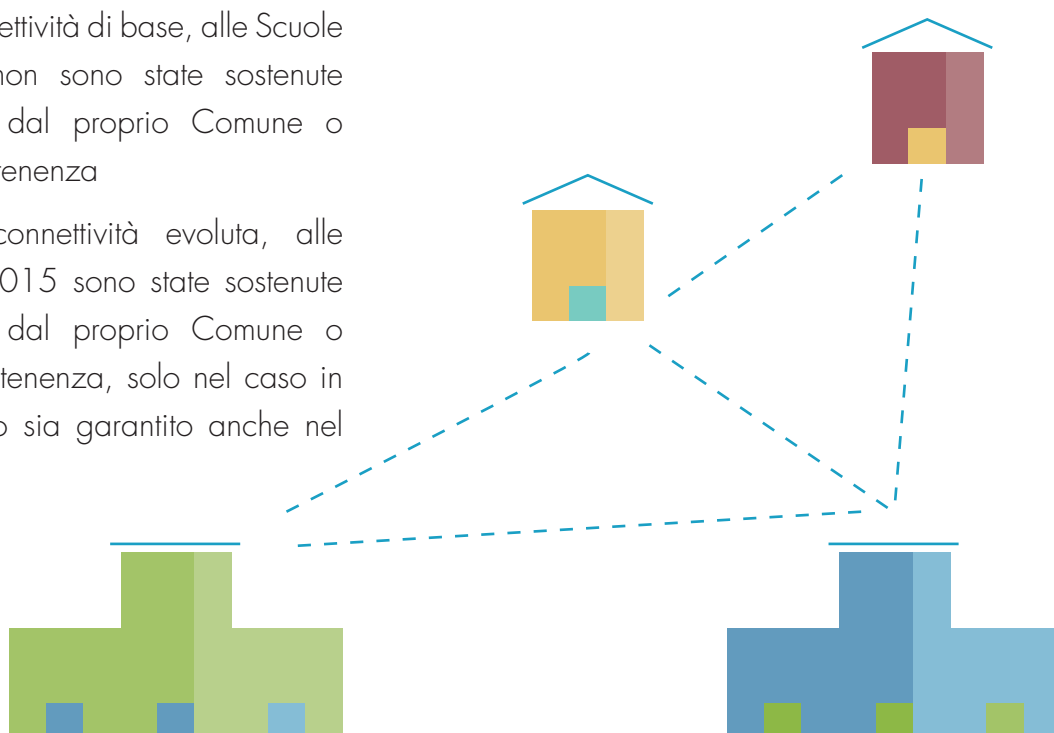 ettività di base, alle Scuole
non sono state sostenute
dal proprio Comune o
tenenza
connettività evoluta, alle
015 sono state sostenute
dal proprio Comune o
tenenza, solo nel caso in
o sia garantito anche nel